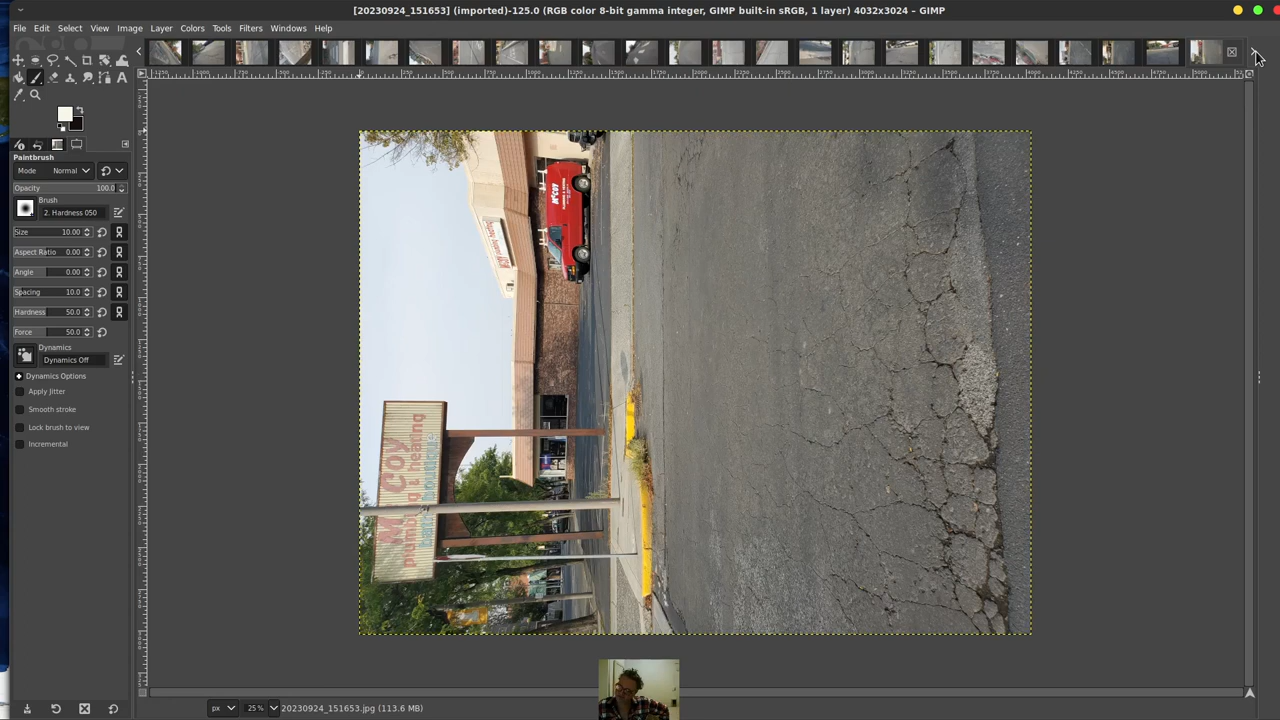 [20230924_151653] (imported)-125.0 (RGB color 8-bit gamma integer, GIMP built-in sRGB, 1 layer) 4032x3024 – GIMP
File Edit Select View Image Layer Colors Tools Filters Windows Help
Paintbrush
Mode Normal
Opacity 100.0
Brush
2. Hardness 050
Size 10.00
Aspect Ratio 0.00
Angle 0.00
Spacing 10.0
Hardness 50.0
Force 50.0
Dynamics
Dynamics Off
Dynamics Options
Apply Jitter
Smooth stroke
Lock brush to view
Incremental
McCoy
plumbing & heating
McCOY
px 25% 20230924_151653.jpg (113.6 MB)